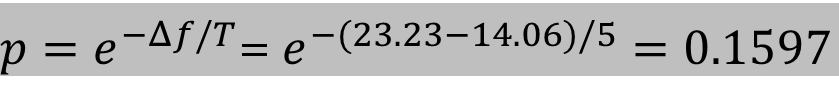 p = e^{−Δf/T} = e^{−(23.23−14.06)/5} = 0.1597